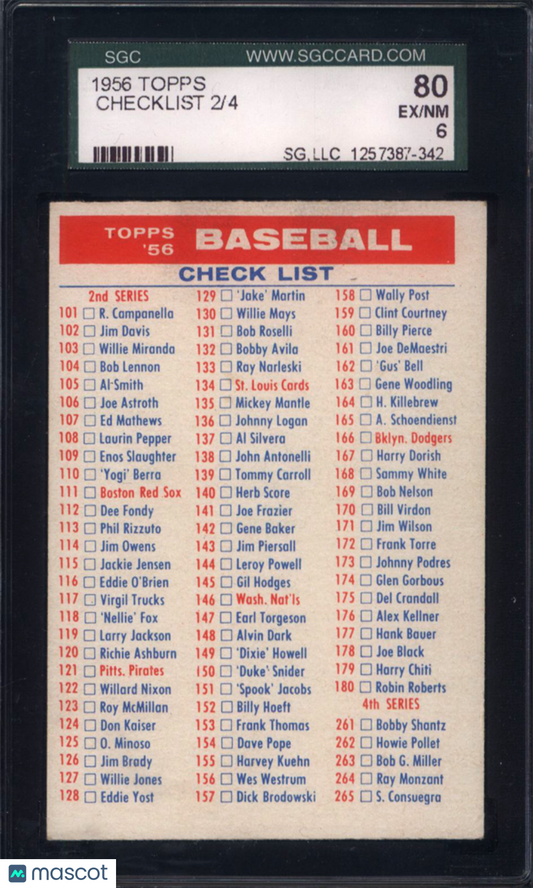 SGC WWW.SGCCARD.COM
1956 TOPPS 80
CHECKLIST 2/4 EX/NM
6
SG, LLC 1257387-342
TOPPS '56 BASEBALL
CHECK LIST
2nd SERIES
101 R. Campanella
102 Jim Davis
103 Willie Miranda
104 Bob Lennon
105 Al Smith
106 Joe Astroth
107 Ed Mathews
108 Laurin Pepper
109 Enos Slaughter
110 'Yogi' Berra
111 Boston Red Sox
112 Dee Fondy
113 Phil Rizzuto
114 Jim Owens
115 Jackie Jensen
116 Eddie O'Brien
117 Virgil Trucks
118 'Nellie' Fox
119 Larry Jackson
120 Richie Ashburn
121 Pitts. Pirates
122 Willard Nixon
123 Roy McMillan
124 Don Kaiser
125 O. Minoso
126 Jim Brady
127 Willie Jones
128 Eddie Yost
129 'Jake' Martin
130 Willie Mays
131 Bob Roselli
132 Bobby Avila
133 Ray Narleski
134 St. Louis Cards
135 Mickey Mantle
136 Johnny Logan
137 Al Silvera
138 John Antonelli
139 Tommy Carroll
140 Herb Score
141 Joe Frazier
142 Gene Baker
143 Jim Piersall
144 Leroy Powell
145 Gil Hodges
146 Wash. Nat'ls
147 Earl Torgeson
148 Alvin Dark
149 'Dixie' Howell
150 'Duke' Snider
151 'Spook' Jacobs
152 Billy Hoeft
153 Frank Thomas
154 Dave Pope
155 Harvey Kuehn
156 Wes Westrum
157 Dick Brodowski
158 Wally Post
159 Clint Courtney
160 Billy Pierce
161 Joe DeMaestri
162 'Gus' Bell
163 Gene Woodling
164 H. Killebrew
165 A. Schoendienst
166 Bklyn. Dodgers
167 Harry Dorish
168 Sammy White
169 Bob Nelson
170 Bill Virdon
171 Jim Wilson
172 Frank Torre
173 Johnny Podres
174 Glen Gorbous
175 Del Crandall
176 Alex Kellner
177 Hank Bauer
178 Joe Black
179 Harry Chiti
180 Robin Roberts
4th SERIES
261 Bobby Shantz
262 Howie Pollet
263 Bob G. Miller
264 Ray Monzant
265 S. Consuegra
mascot